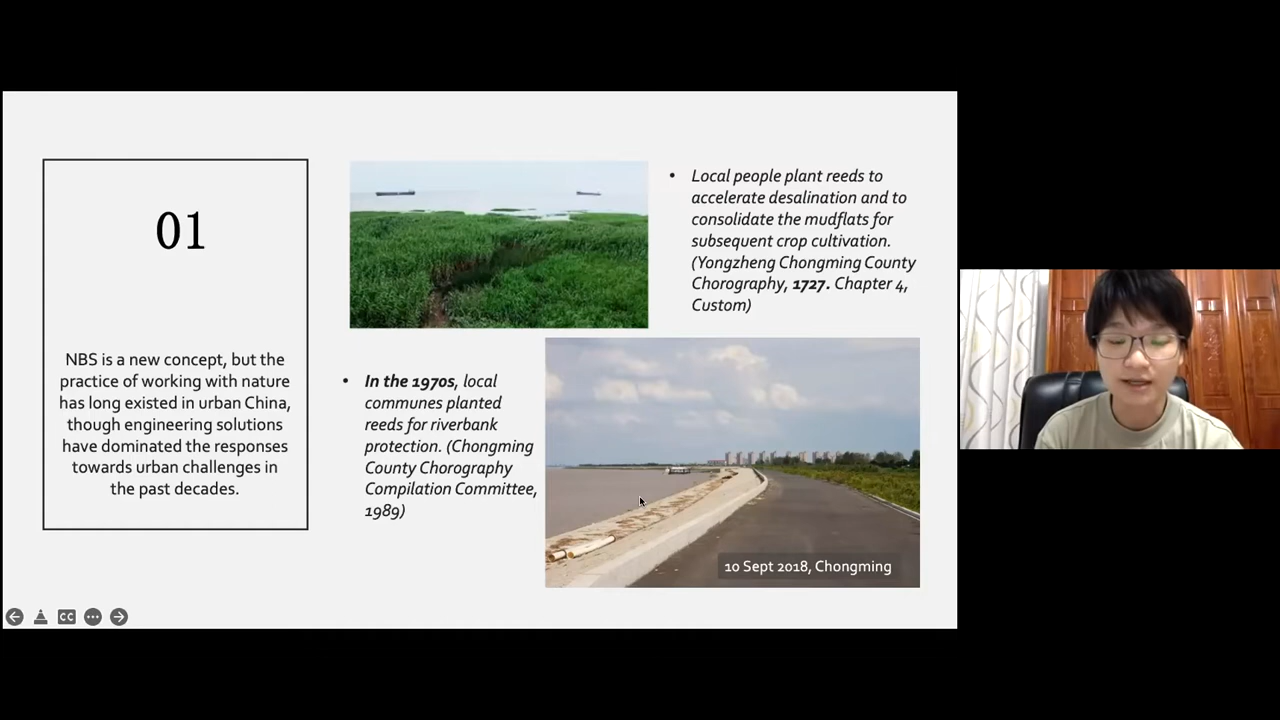 01
NBS is a new concept, but the
practice of working with nature
has long existed in urban China,
though engineering solutions
have dominated the responses
towards urban challenges in
the past decades.
• Local people plant reeds to
accelerate desalination and to
consolidate the mudflats for
subsequent crop cultivation.
(Yongzheng Chongming County
Chorography, 1727. Chapter 4,
Custom)
• In the 1970s, local
communes planted
reeds for riverbank
protection. (Chongming
County Chorography
Compilation Committee,
1989)
10 Sept 2018, Chongming
CC